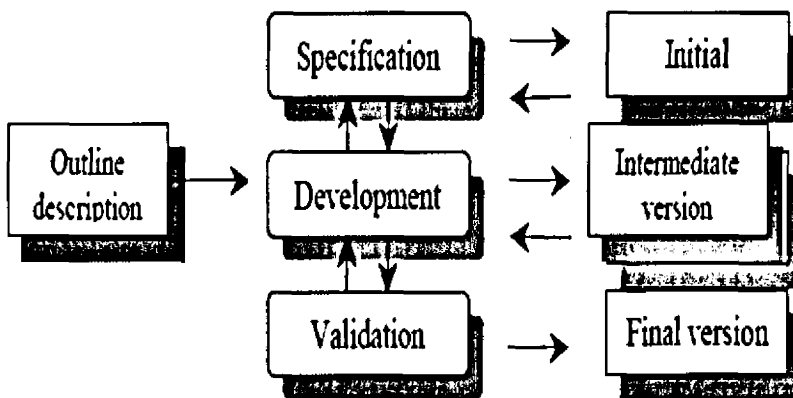 Specification
Initial
Outline
description
Development
Intermediate
version
Validation
Final version